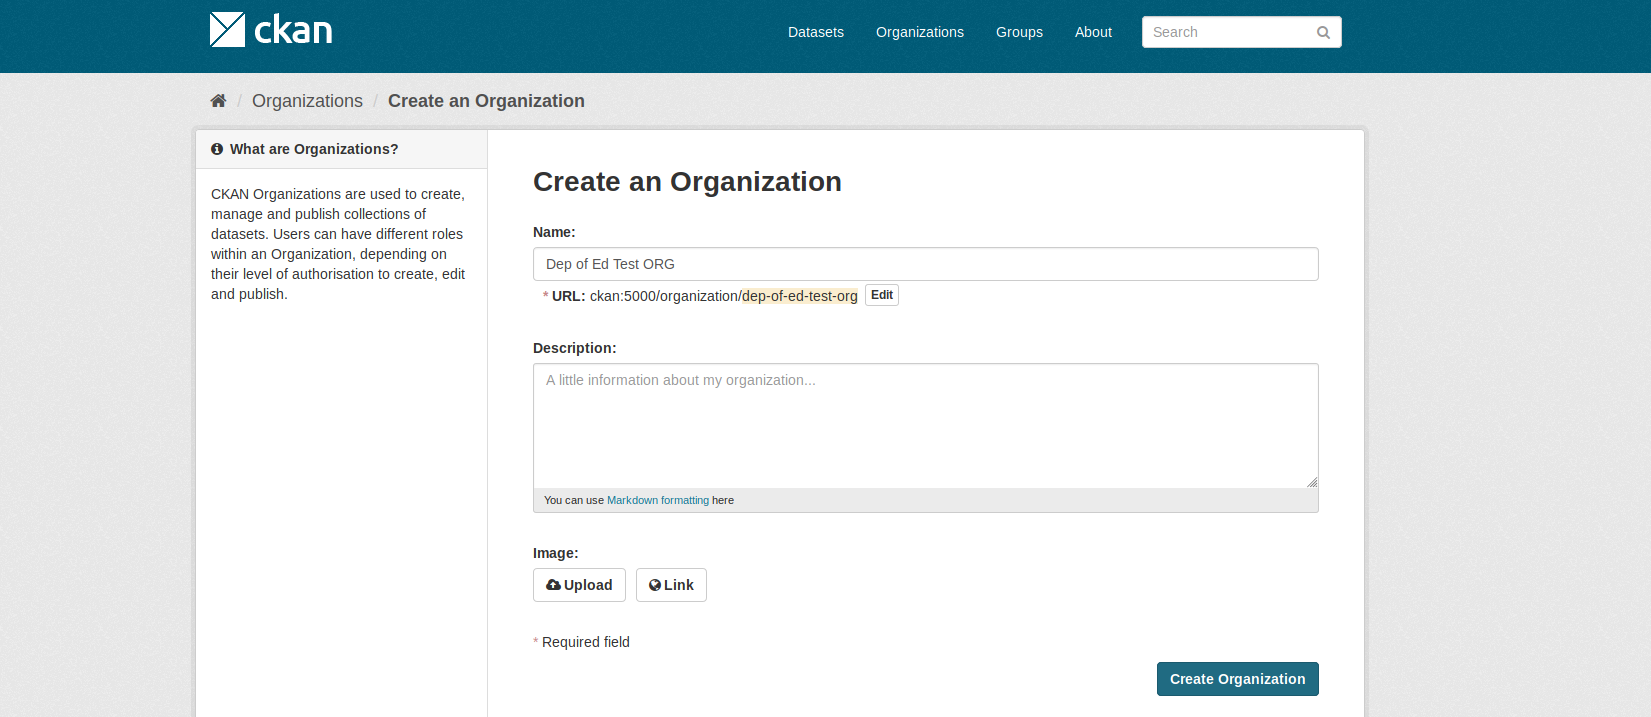 ckan
Datasets Organizations Groups About Search
/ Organizations / Create an Organization
What are Organizations?
CKAN Organizations are used to create,
manage and publish collections of
datasets. Users can have different roles
within an Organization, depending on
their level of authorisation to create, edit
and publish.
Create an Organization
Name:
Dep of Ed Test ORG
* URL: ckan:5000/organization/dep-of-ed-test-org Edit
Description:
A little information about my organization...
You can use Markdown formatting here
Image:
Upload Link
* Required field
Create Organization